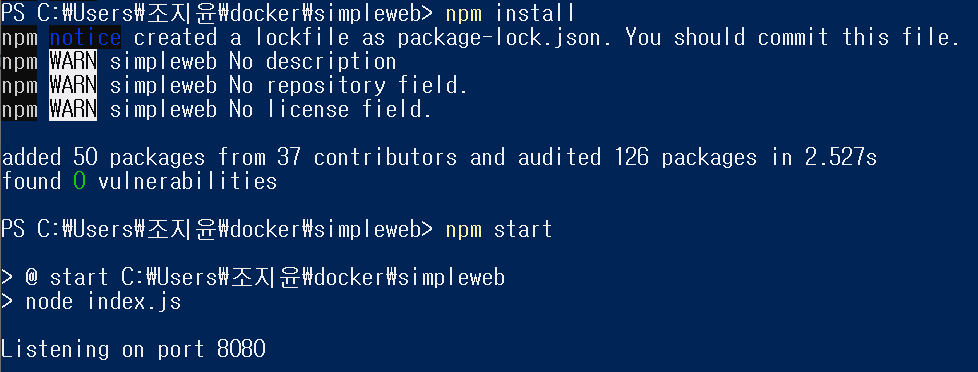 PS C:₩Users₩조지윤₩docker₩simpleweb> npm install
npm notice created a lockfile as package-lock.json. You should commit this file.
npm WARN simpleweb No description
npm WARN simpleweb No repository field.
npm WARN simpleweb No license field.
added 50 packages from 37 contributors and audited 126 packages in 2.527s
found 0 vulnerabilities
PS C:₩Users₩조지윤₩docker₩simpleweb> npm start
> @ start C:₩Users₩조지윤₩docker₩simpleweb
> node index.js
Listening on port 8080